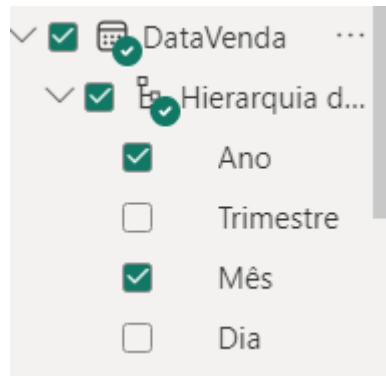 DataVenda ...
Hierarquia d...
Ano
Trimestre
Mês
Dia